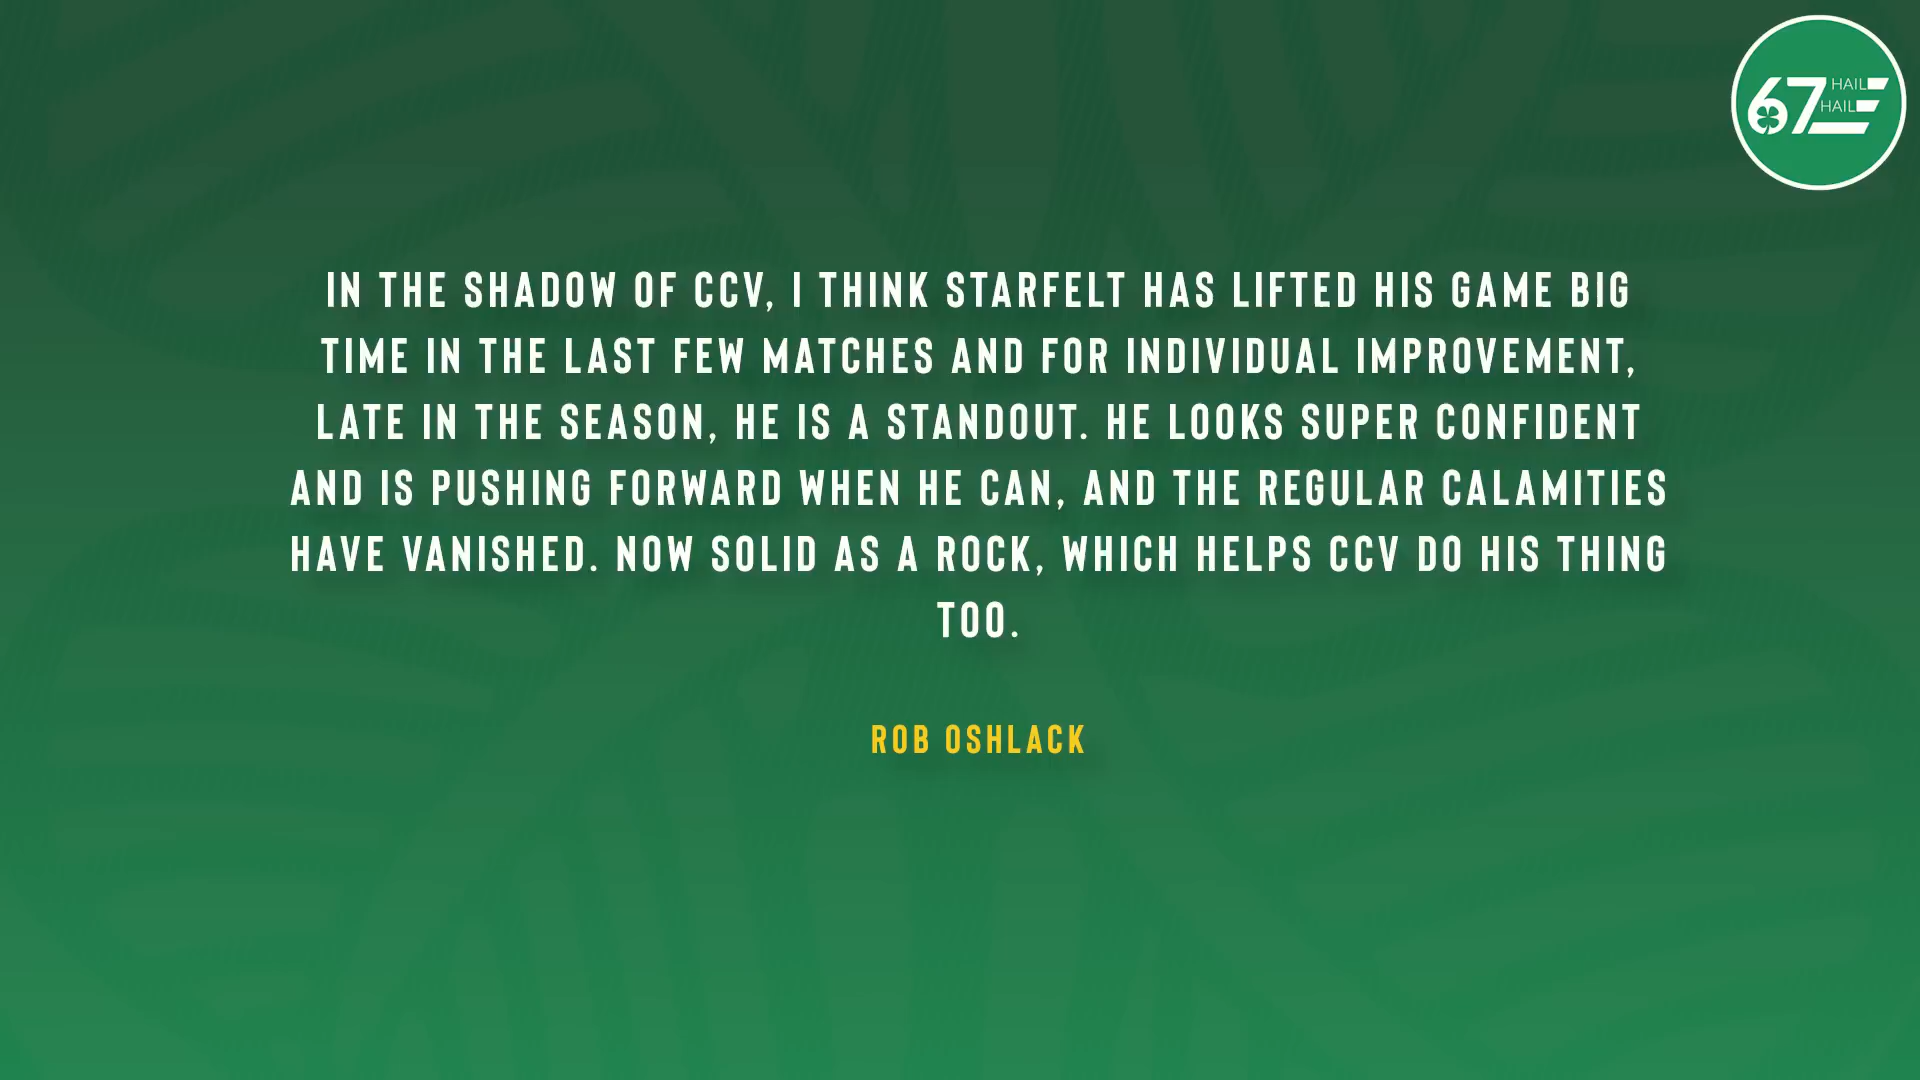 67 HAIL
HAIL
IN THE SHADOW OF CCV, I THINK STARFELT HAS LIFTED HIS GAME BIG
TIME IN THE LAST FEW MATCHES AND FOR INDIVIDUAL IMPROVEMENT,
LATE IN THE SEASON, HE IS A STANDOUT. HE LOOKS SUPER CONFIDENT
AND IS PUSHING FORWARD WHEN HE CAN, AND THE REGULAR CALAMITIES
HAVE VANISHED. NOW SOLID AS A ROCK, WHICH HELPS CCV DO HIS THING
TOO.
ROB OSHLACK